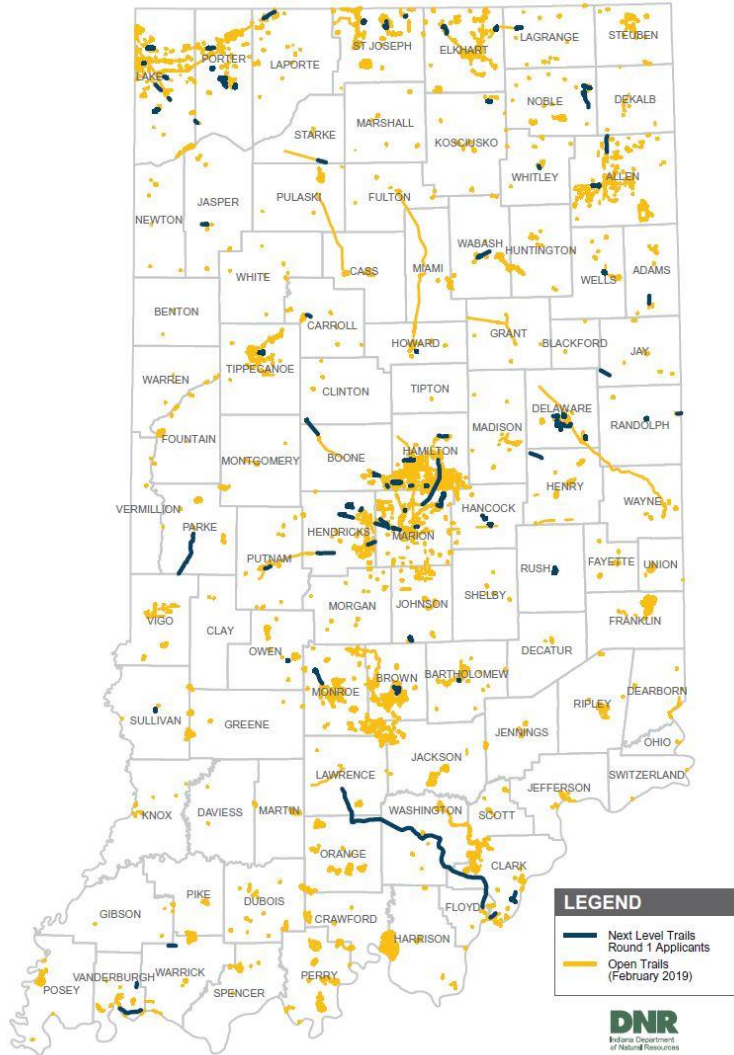 ST JOSEPH
ELKHART
LAGRANGE
STEUBEN
LAKE
PORTER
LAPORTE
NOBLE
DEKALB
STARKE
MARSHALL
KOSCIUSKO
WHITLEY
ALLEN
NEWTON
JASPER
PULASKI
FULTON
WABASH
HUNTINGTON
WHITE
CASS
MIAMI
WELLS
ADAMS
BENTON
CARROLL
HOWARD
GRANT
BLACKFORD
JAY
WARREN
TIPPECANOE
CLINTON
TIPTON
MADISON
DELAWARE
RANDOLPH
FOUNTAIN
MONTGOMERY
BOONE
HAMILTON
HENRY
WAYNE
VERMILLION
PARKE
PUTNAM
HENDRICKS
MARION
HANCOCK
RUSH
FAYETTE
UNION
VIGO
CLAY
OWEN
MORGAN
JOHNSON
SHELBY
FRANKLIN
DECATUR
MONROE
BROWN
BARTHOLOMEW
RIPLEY
DEARBORN
SULLIVAN
GREENE
JENNINGS
OHIO
LAWRENCE
JACKSON
JEFFERSON
SWITZERLAND
KNOX
DAVIESS
MARTIN
WASHINGTON
SCOTT
ORANGE
CLARK
GIBSON
PIKE
DUBOIS
CRAWFORD
FLOYD
HARRISON
POSEY
VANDERBURGH
WARRICK
SPENCER
PERRY
LEGEND
Next Level Trails
Round 1 Applicants
Open Trails
(February 2019)
DNR
Indiana Department
of Natural Resources